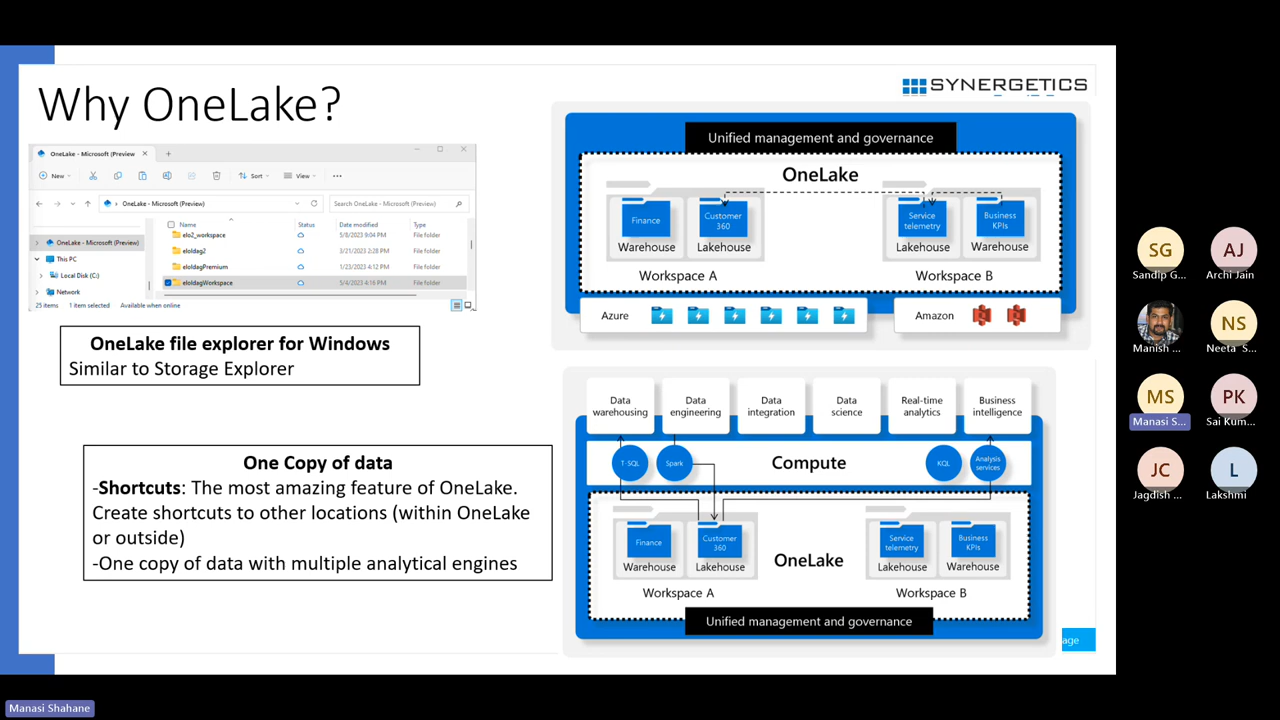 Why OneLake?
SYNERGETICS
OneLake - Microsoft (Preview
New
Sort
View
OneLake - Microsoft (Preview)
Search OneLake - Microsoft (Preview)
Name Status Date modified Type
OneLake - Microsoft (Preview)
This PC
Local Disk (C:)
Network
elo2_workspace 5/8/2023 9:04 PM File folder
eloldag2 3/21/2023 2:28 PM File folder
eloldagPremium 1/23/2023 4:12 PM File folder
eloldagWorkspace 5/4/2023 4:16 PM File folder
25 items 1 item selected Available when online
OneLake file explorer for Windows
Similar to Storage Explorer
One Copy of data
-Shortcuts: The most amazing feature of OneLake.
Create shortcuts to other locations (within OneLake
or outside)
-One copy of data with multiple analytical engines
Unified management and governance
OneLake
Finance
Warehouse
Customer
360
Lakehouse
Workspace A
Service
telemetry
Lakehouse
Business
KPIs
Warehouse
Workspace B
Azure
Amazon
Data
warehousing
Data
engineering
Data
integration
Data
science
Real-time
analytics
Business
intelligence
T-SQL
Spark
Compute
KQL
Analysis
services
Finance
Warehouse
Customer
360
Lakehouse
Workspace A
OneLake
Service
telemetry
Lakehouse
Business
KPIs
Warehouse
Workspace B
Unified management and governance
age
SG
Sandip G...
AJ
Archi Jain
Manish ...
NS
Neeta S...
MS
Manasi S...
PK
Sai Kum...
JC
Jagdish ...
L
Lakshmi
Manasi Shahane